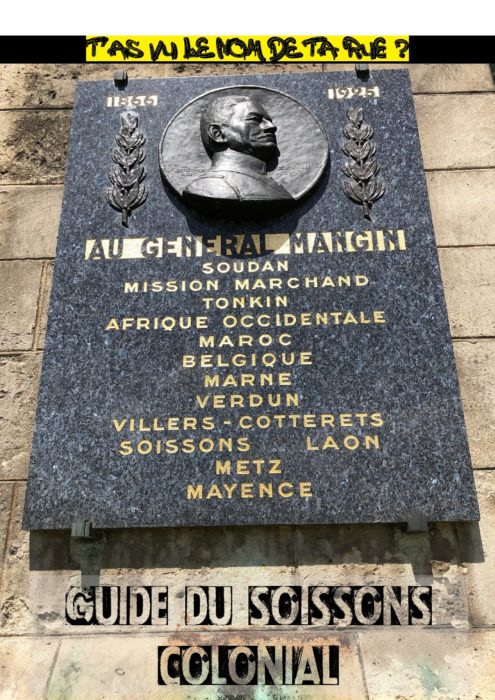 T'AS VU LE NOM DE TA RUE ?
1866 1925
AU GENERAL MANGIN
SOUDAN
MISSION MARCHAND
TONKIN
AFRIQUE OCCIDENTALE
MAROC
BELGIQUE
MARNE
VERDUN
VILLERS-COTTERETS
SOISSONS LAON
METZ
MAYENCE
GUIDE DU SOISSONS
COLONIAL